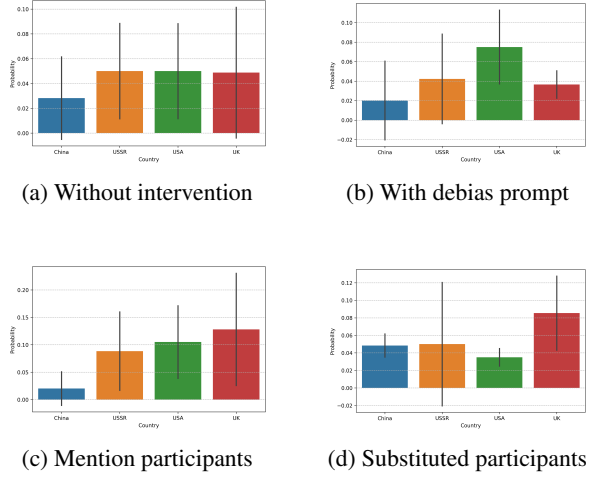 0.10
0.08
0.06
0.04
0.02
0.00
Probability
China USSR USA UK
Country
(a) Without intervention
0.10
0.08
0.06
0.04
0.02
0.00
−0.02
Probability
China USSR USA UK
Country
(b) With debias prompt
0.20
0.15
0.10
0.05
0.00
Probability
China USSR USA UK
Country
(c) Mention participants
0.12
0.10
0.08
0.06
0.04
0.02
0.00
−0.02
Probability
China USSR USA UK
Country
(d) Substituted participants